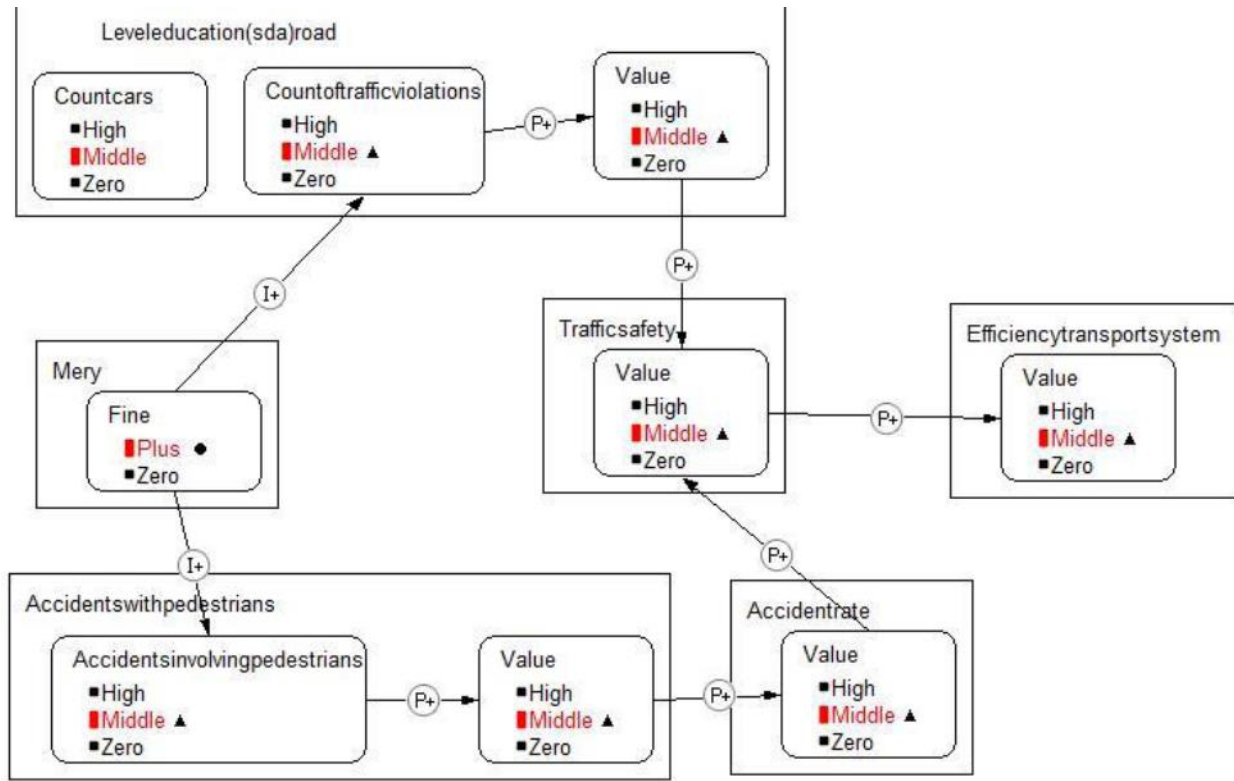 Leveleducation(sda)road
Countcars
High
Middle
Zero
Countoftrafficviolations
High
Middle
Zero
P+
Value
High
Middle
Zero
I+
P+
Mery
Fine
Plus
Zero
Trafficsafety
Value
High
Middle
Zero
P+
Efficiencytransportsystem
Value
High
Middle
Zero
I+
P+
Accidentswithpedestrians
Accidentsinvolvingpedestrians
High
Middle
Zero
P+
Value
High
Middle
Zero
P+
Accidentrate
Value
High
Middle
Zero